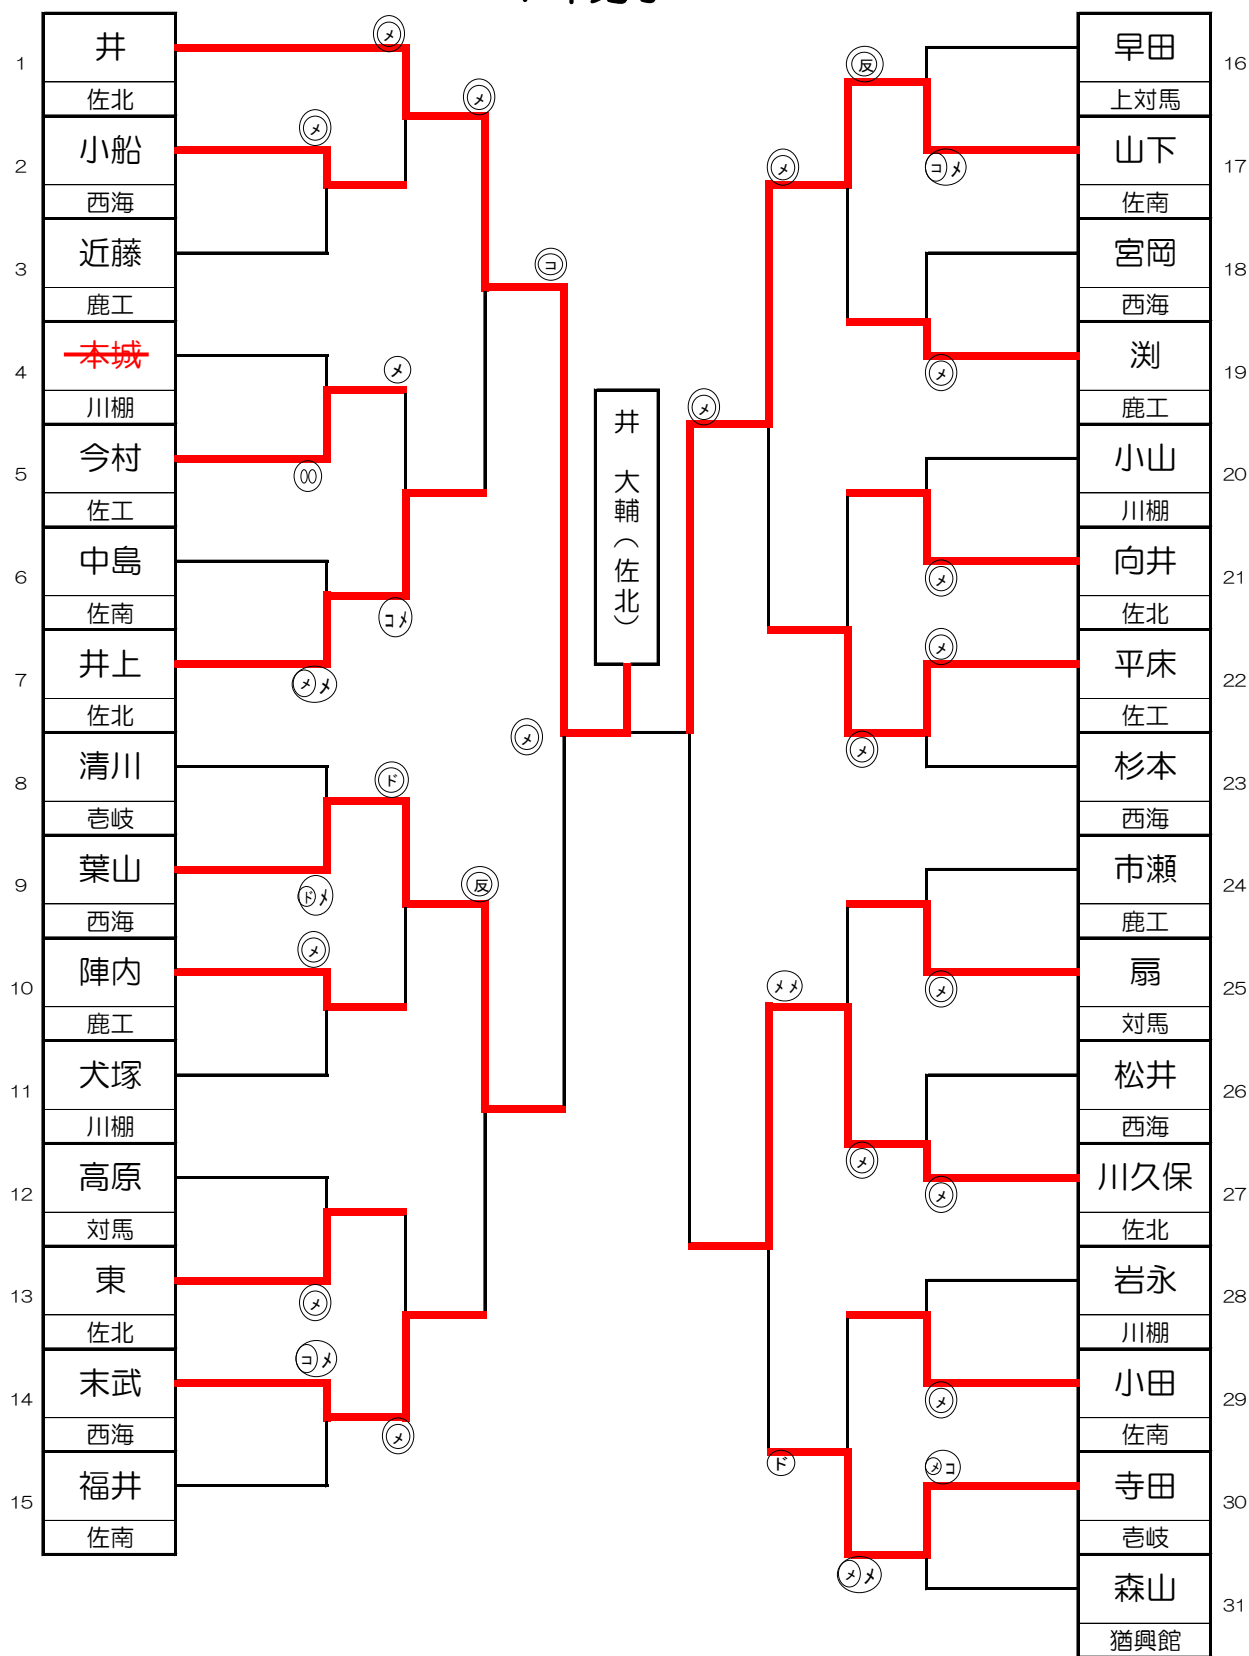 1 井 佐北
2 小船 西海
3 近藤 鹿工
4 本城 川棚
5 今村 佐工
6 中島 佐南
7 井上 佐北
8 清川 壱岐
9 葉山 西海
10 陣内 鹿工
11 犬塚 川棚
12 高原 対馬
13 東 佐北
14 末武 西海
15 福井 佐南
メ
メ
メ
コ
メ
コメ
メメ
ド
ドメ
メ
反
メ
コメ
メ
メ
井 大輔(佐北)
メ
メ
反
コメ
メ
メ
メ
メ
メ
メメ
メ
メ
メ
メコ
ド
メメ
早田 上対馬 16
山下 佐南 17
宮岡 西海 18
渕 鹿工 19
小山 川棚 20
向井 佐北 21
平床 佐工 22
杉本 西海 23
市瀬 鹿工 24
扇 対馬 25
松井 西海 26
川久保 佐北 27
岩永 川棚 28
小田 佐南 29
寺田 壱岐 30
森山 猶興館 31